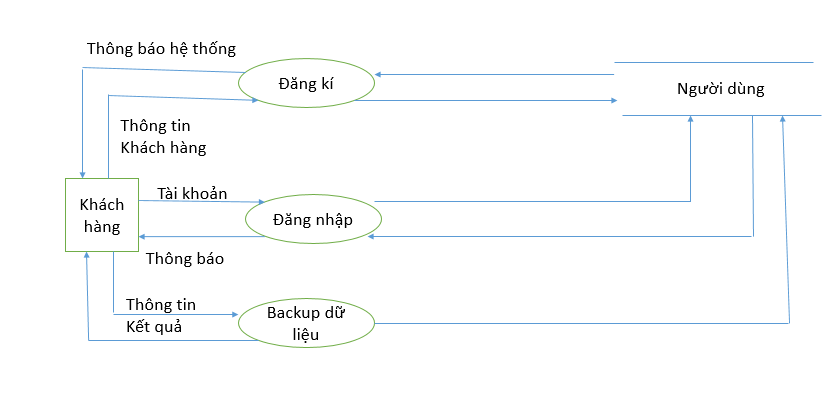 Thông báo hệ thống
Đăng kí
Người dùng
Thông tin
Khách hàng
Tài khoản
Khách
hàng
Đăng nhập
Thông báo
Thông tin
Kết quả
Backup dữ
liệu